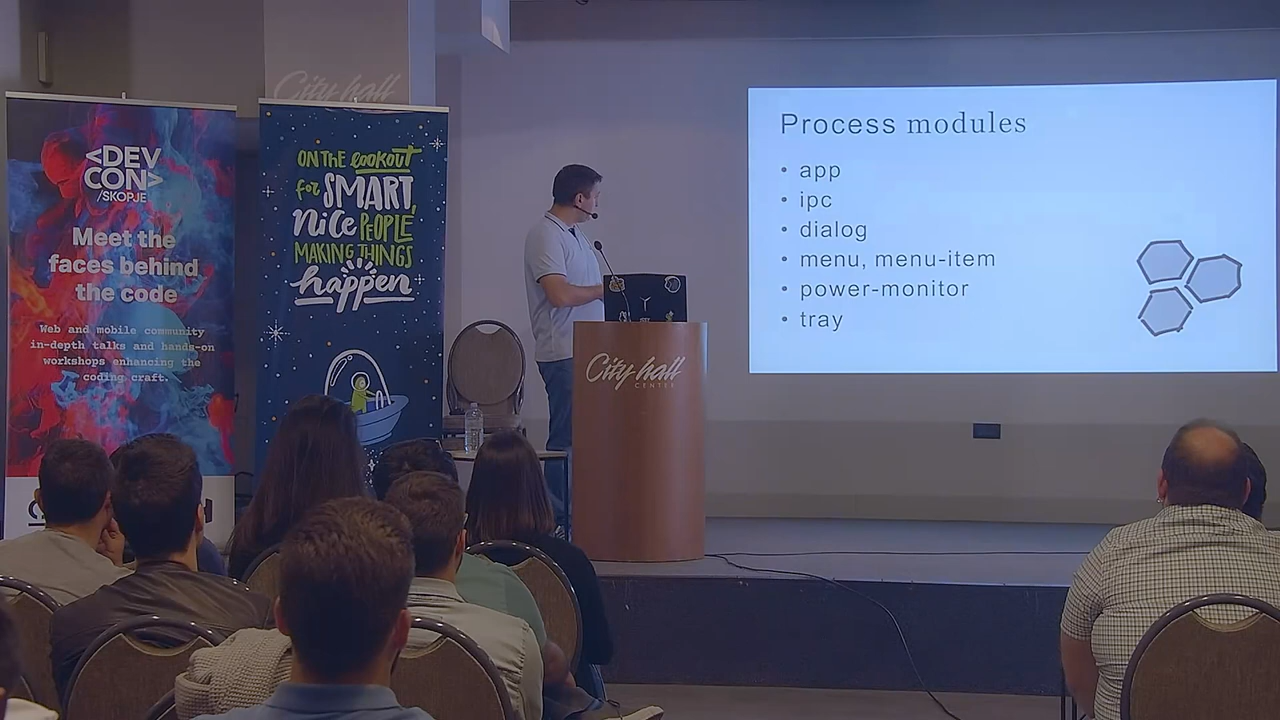 City hall
<DEV
CON>
/SKOPJE
Meet the
faces behind
the code
Web and mobile community
in-depth talks and hands-on
workshops enhancing the
coding craft.
ON THE lookout
for SMART,
nice PEOPLE
MAKING THINGS
happen
City hall
CENTER
Process modules
• app
• ipc
• dialog
• menu, menu-item
• power-monitor
• tray